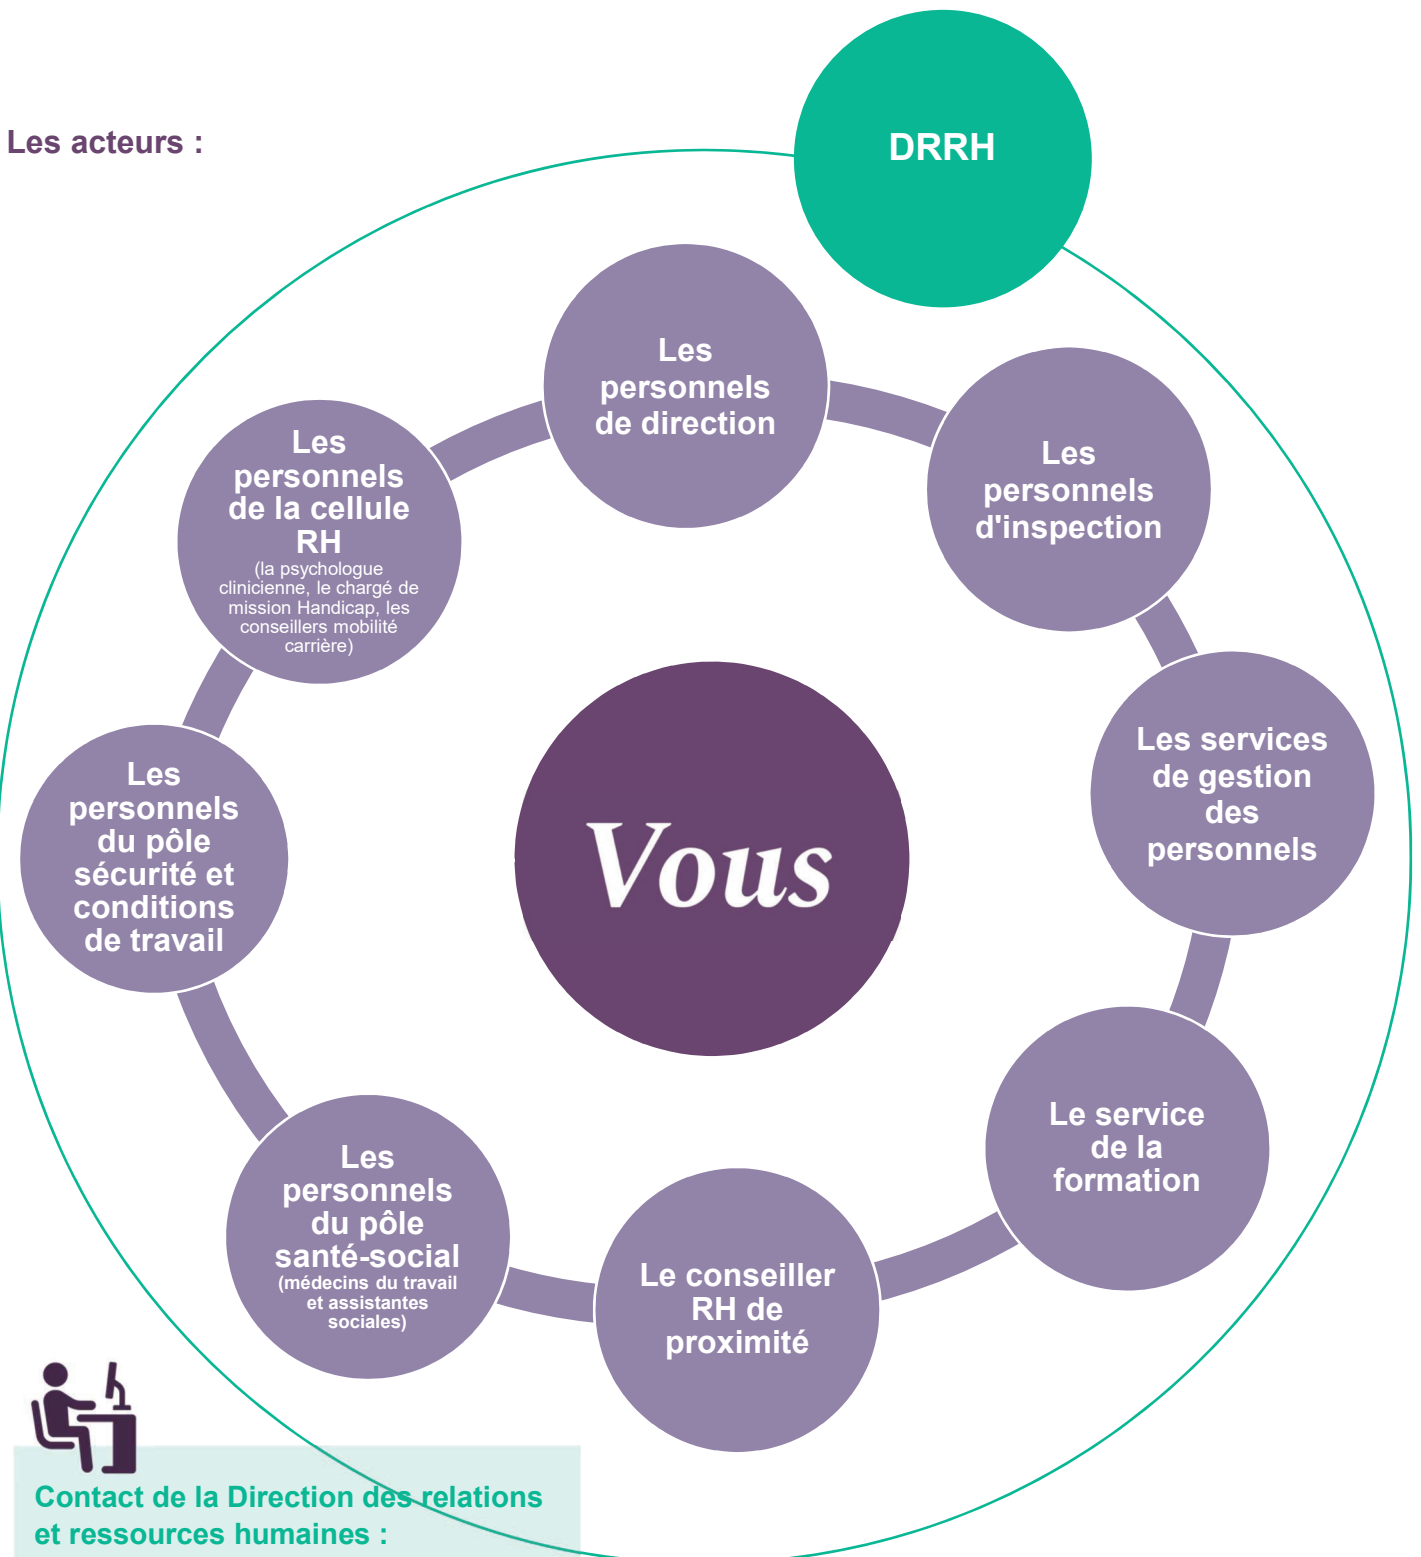 Les acteurs :
DRRH
Les
personnels
de direction
Les
personnels
d'inspection
Les services
de gestion
des
personnels
Le service
de la
formation
Le conseiller
RH de
proximité
Les
personnels
du pôle
santé-social
(médecins du travail
et assistantes
sociales)
Les
personnels
du pôle
sécurité et
conditions
de travail
Les
personnels
de la cellule
RH
(la psychologue
clinicienne, le chargé de
mission Handicap, les
conseillers mobilité
carrière)
Vous
Contact de la Direction des relations
et ressources humaines :